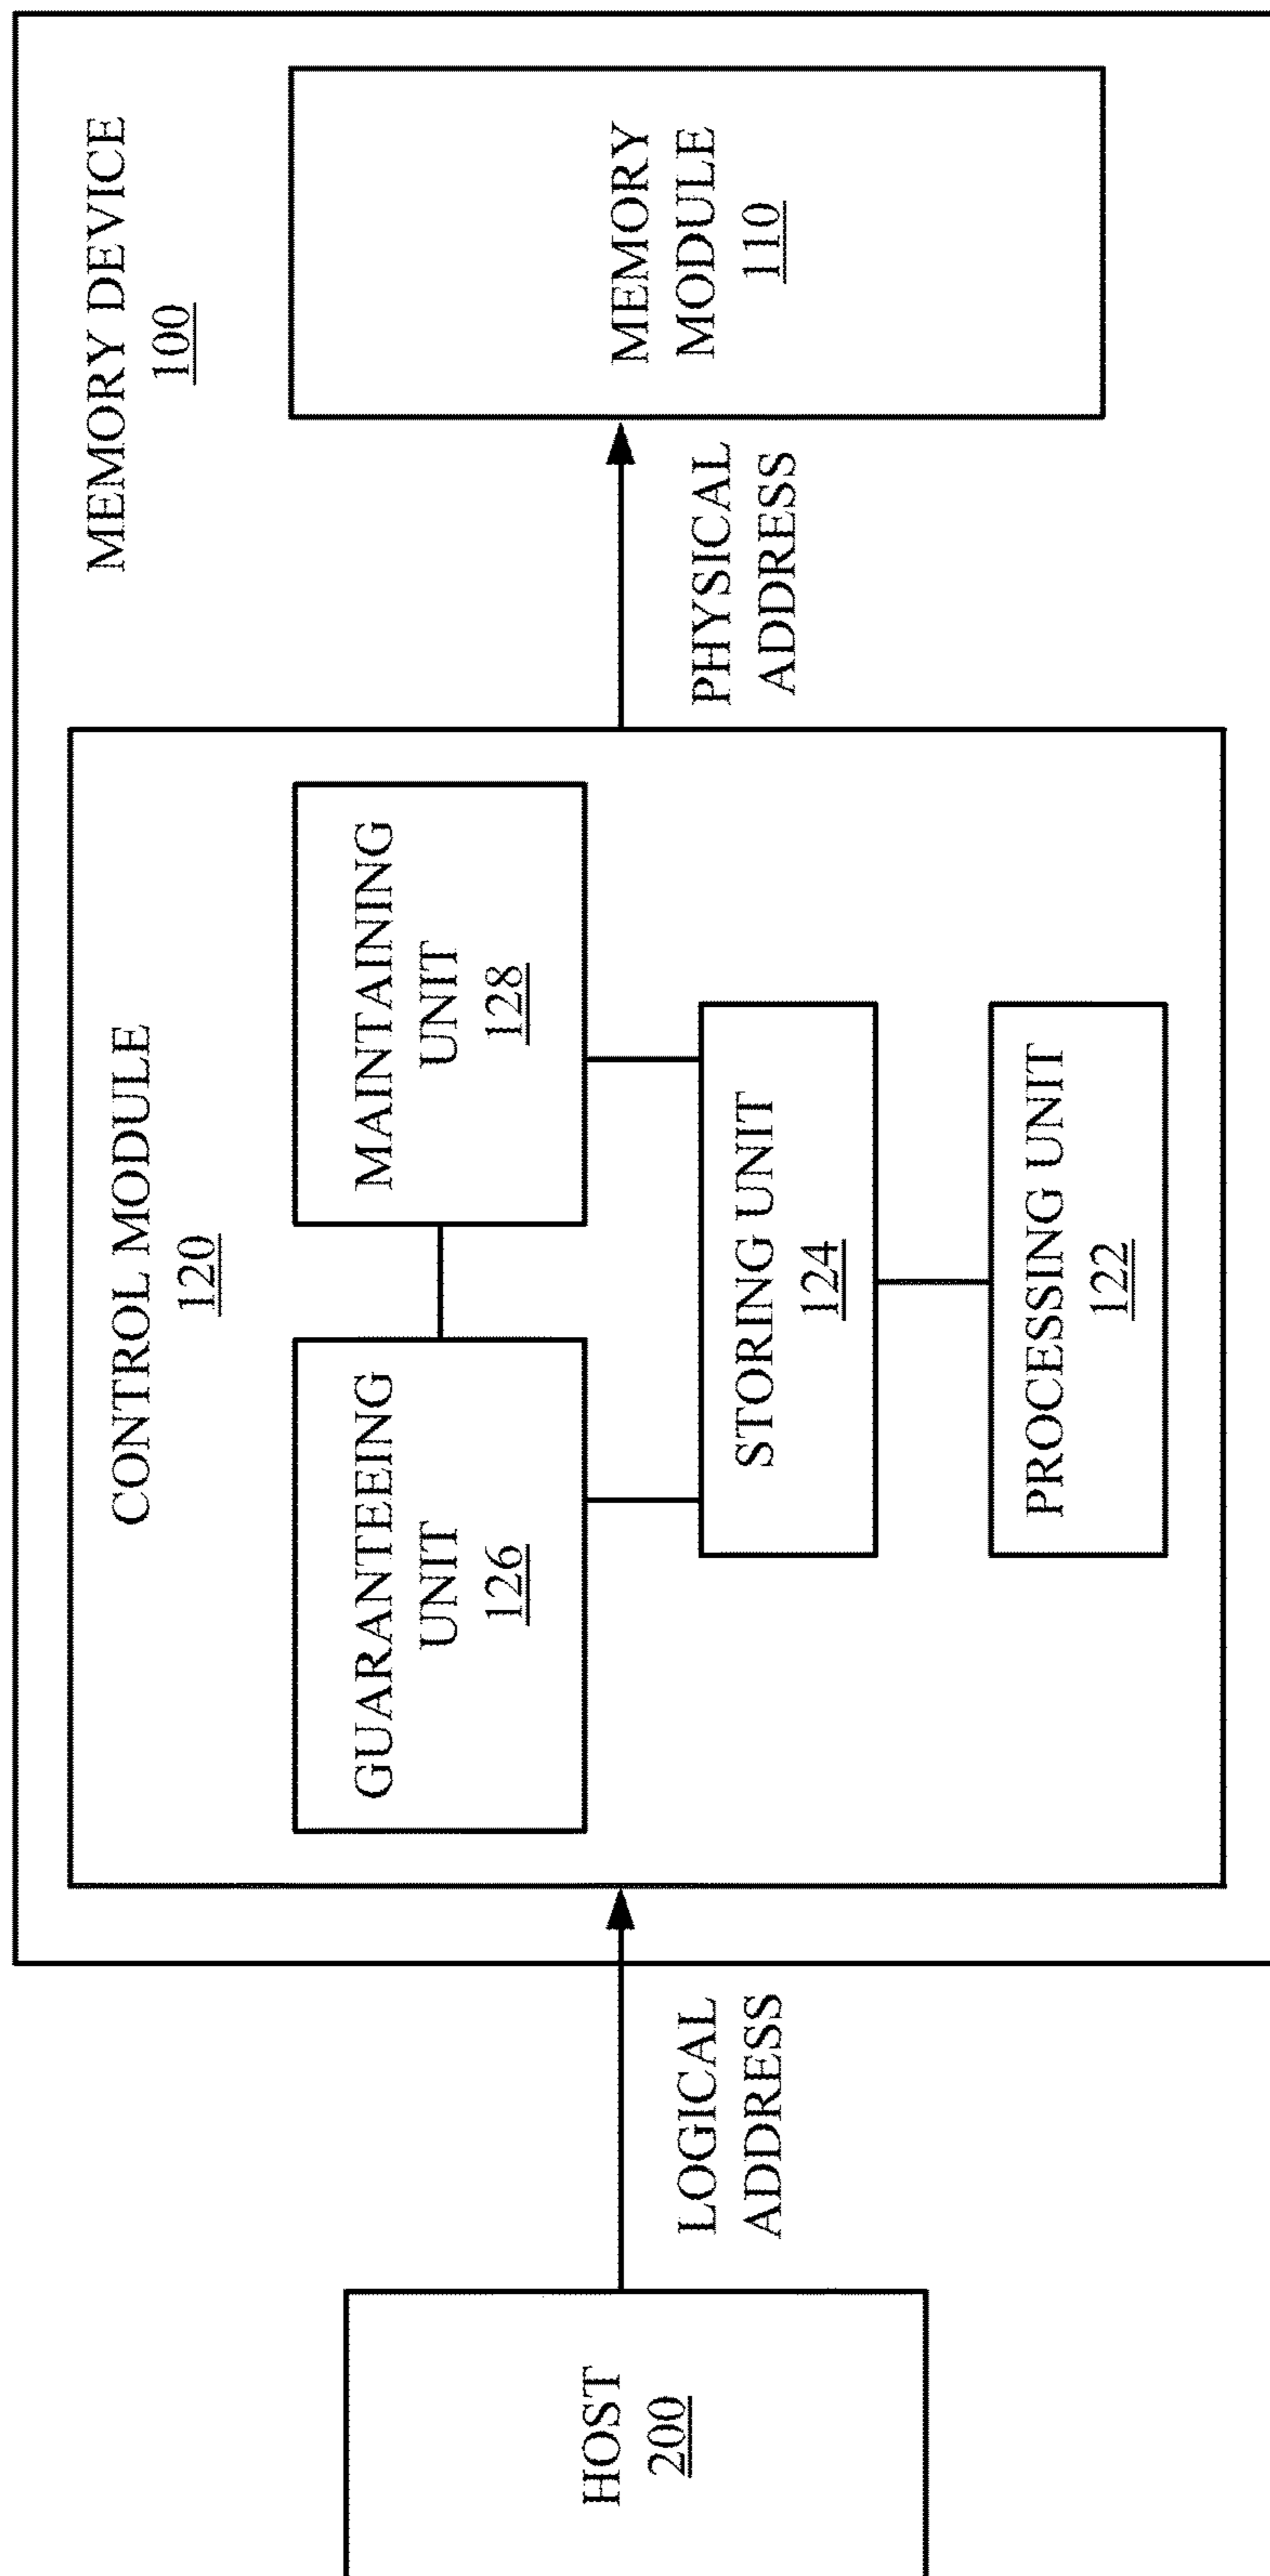 MEMORY DEVICE
100
CONTROL MODULE
120
GUARANTEEING
UNIT
126
MAINTAINING
UNIT
128
STORING UNIT
124
PROCESSING UNIT
122
HOST
200
LOGICAL
ADDRESS
PHYSICAL
ADDRESS
MEMORY
MODULE
110